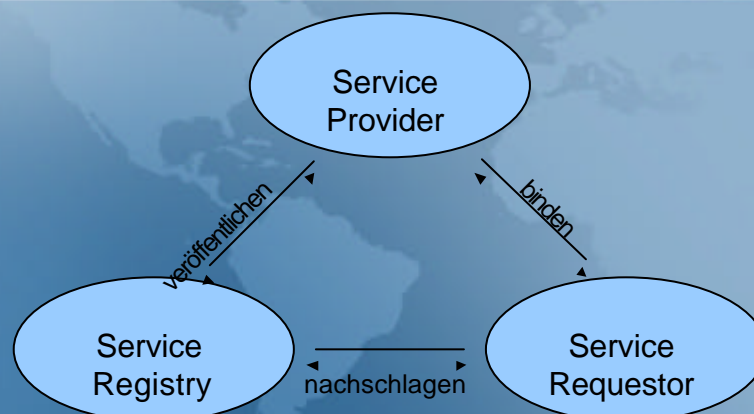 Service
Provider
veröffentlichen
binden
Service
Registry
nachschlagen
Service
Requestor